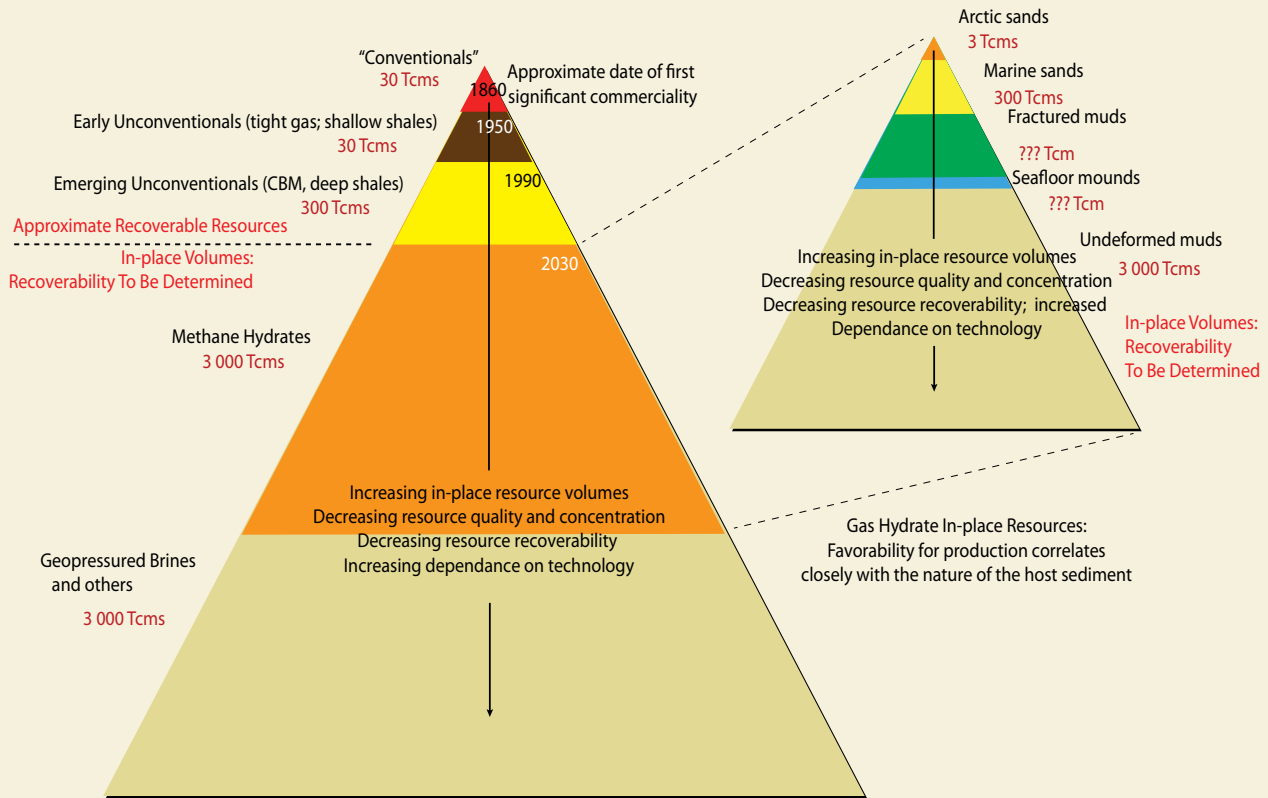 "Conventionals"
30 Tcms
1860
Approximate date of first
significant commerciality
Early Unconventionals (tight gas; shallow shales)
30 Tcms
1950
Emerging Unconventionals (CBM, deep shales)
300 Tcms
1990
Approximate Recoverable Resources
In-place Volumes:
Recoverability To Be Determined
2030
Methane Hydrates
3 000 Tcms
Increasing in-place resource volumes
Decreasing resource quality and concentration
Decreasing resource recoverability
Increasing dependance on technology
Geopressured Brines
and others
3 000 Tcms
Arctic sands
3 Tcms
Marine sands
300 Tcms
Fractured muds
??? Tcm
Seafloor mounds
??? Tcm
Undeformed muds
3 000 Tcms
Increasing in-place resource volumes
Decreasing resource quality and concentration
Decreasing resource recoverability; increased
Dependance on technology
In-place Volumes:
Recoverability
To Be Determined
Gas Hydrate In-place Resources:
Favorability for production correlates
closely with the nature of the host sediment